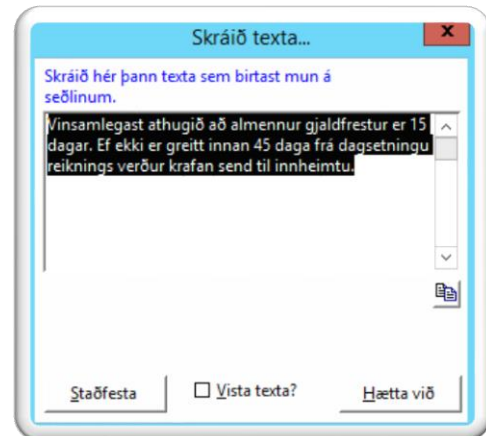 Skráið texta...
x
Skráið hér þann texta sem birtast mun á
seðlinum.
Vinsamlegast athugið að almennur gjaldfrestur er 15
dagar. Ef ekki er greitt innan 45 daga frá dagsetningu
reiknings verður krafan send til innheimtu.
Staðfesta
Vista texta?
Hætta við